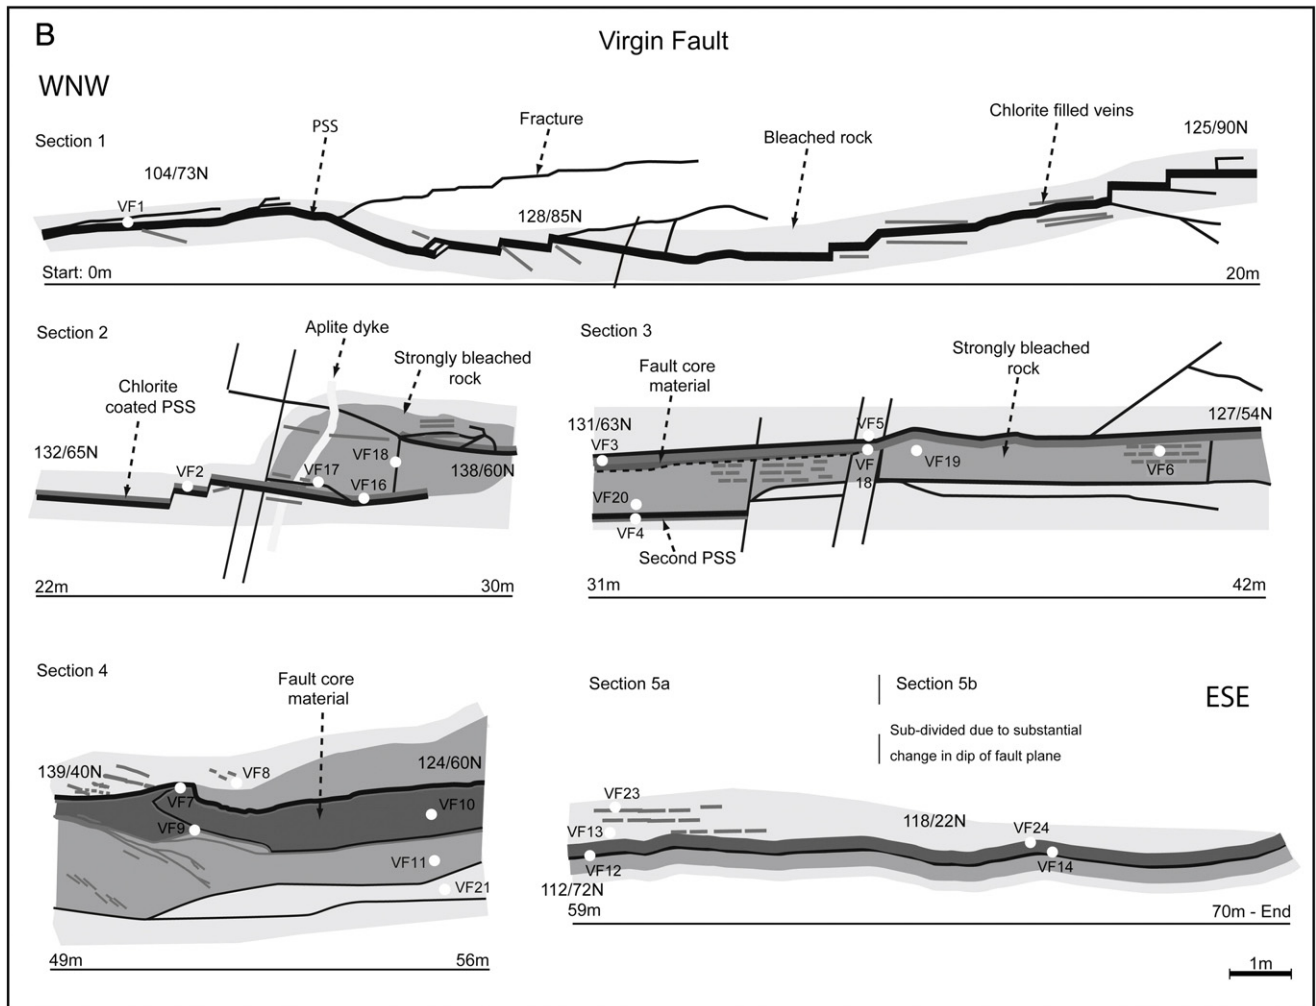 B
Virgin Fault
WNW
Section 1
PSS
Fracture
Bleached rock
Chlorite filled veins
125/90N
104/73N
VF1
128/85N
Start: 0m
20m
Section 2
Aplite dyke
Strongly bleached
rock
Chlorite
coated PSS
132/65N
VF2
VF17
VF18
VF16
138/60N
22m
30m
Section 3
Fault core
material
Strongly bleached
rock
131/63N
VF3
VF5
VF
18
VF19
VF6
127/54N
VF20
VF4
Second PSS
31m
42m
Section 4
Fault core
material
139/40N
VF8
124/60N
VF7
VF9
VF10
VF11
VF21
49m
56m
Section 5a
Section 5b
ESE
Sub-divided due to substantial
change in dip of fault plane
VF23
VF13
VF12
118/22N
VF24
VF14
112/72N
59m
70m - End
1m